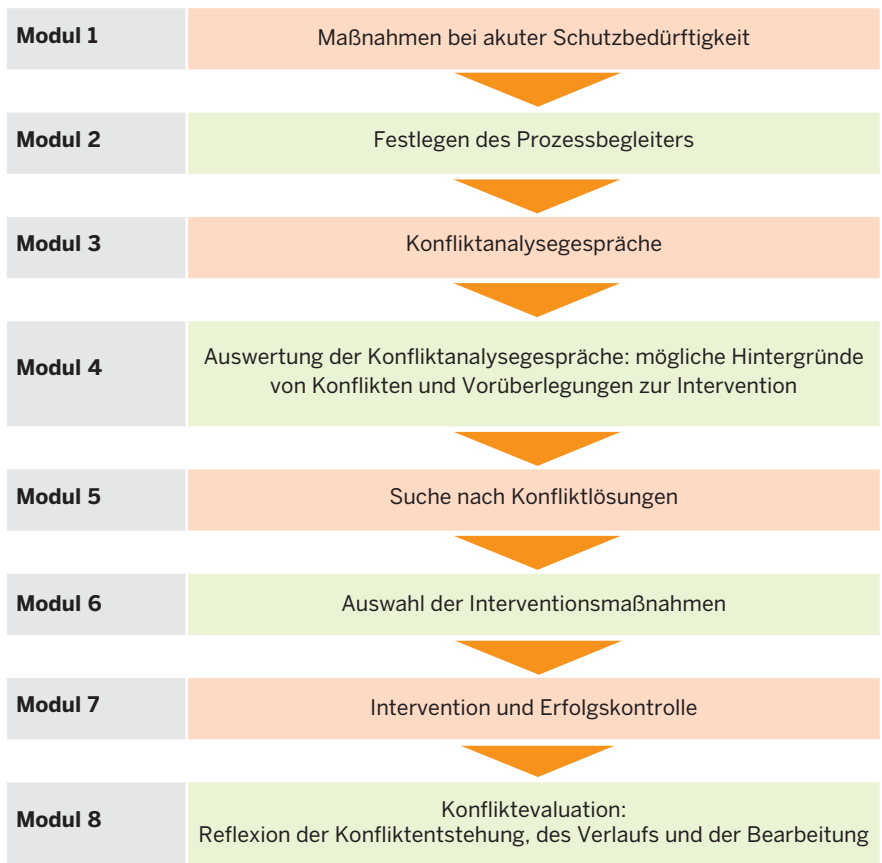 Modul 1
Maßnahmen bei akuter Schutzbedürftigkeit
Modul 2
Festlegen des Prozessbegleiters
Modul 3
Konfliktanalysegespräche
Modul 4
Auswertung der Konfliktanalysegespräche: mögliche Hintergründe
von Konflikten und Vorüberlegungen zur Intervention
Modul 5
Suche nach Konfliktlösungen
Modul 6
Auswahl der Interventionsmaßnahmen
Modul 7
Intervention und Erfolgskontrolle
Modul 8
Konfliktevaluation:
Reflexion der Konfliktentstehung, des Verlaufs und der Bearbeitung